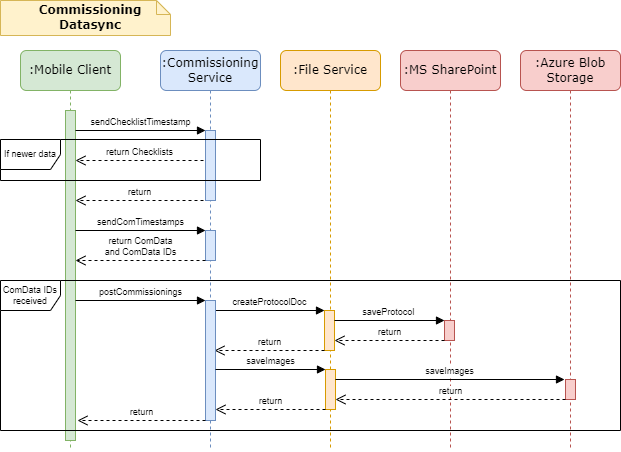 Commissioning
Datasync
:Mobile Client
:Commissioning
Service
:File Service
:MS SharePoint
:Azure Blob
Storage
sendChecklistTimestamp
If newer data
return Checklists
return
sendComTimestamps
return ComData
and ComData IDs
ComData IDs
received
postCommissionings
createProtocolDoc
saveProtocol
return
return
saveImages
saveImages
return
return
return